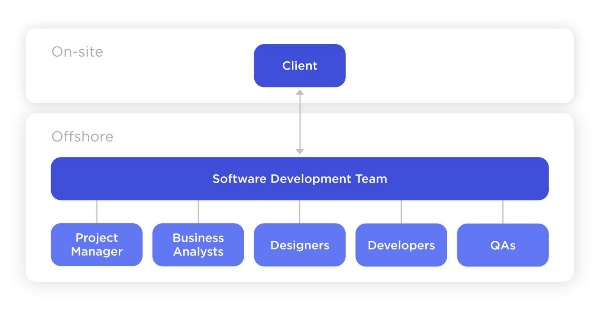 On-site
Client
Offshore
Software Development Team
Project
Manager
Business
Analysts
Designers
Developers
QAs